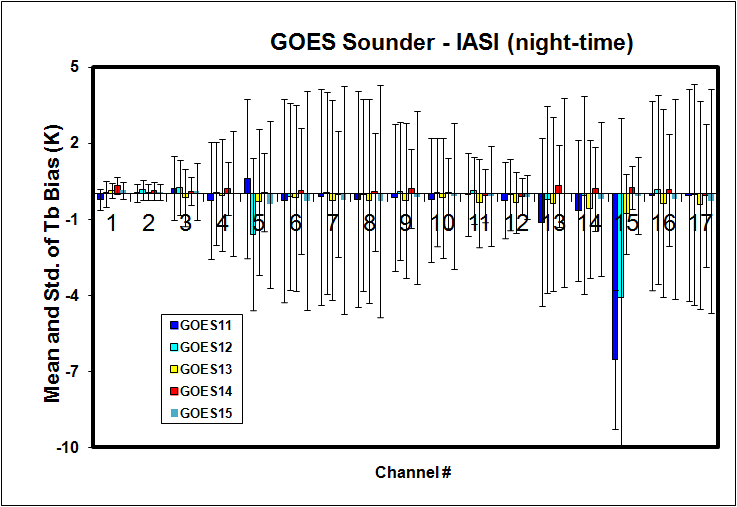 GOES Sounder - IASI (night-time)
Mean and Std. of Tb Bias (K)
5
2
-1
-4
-7
-10
1 2 3 4 5 6 7 8 9 10 11 12 13 14 15 16 17
GOES11
GOES12
GOES13
GOES14
GOES15
Channel #